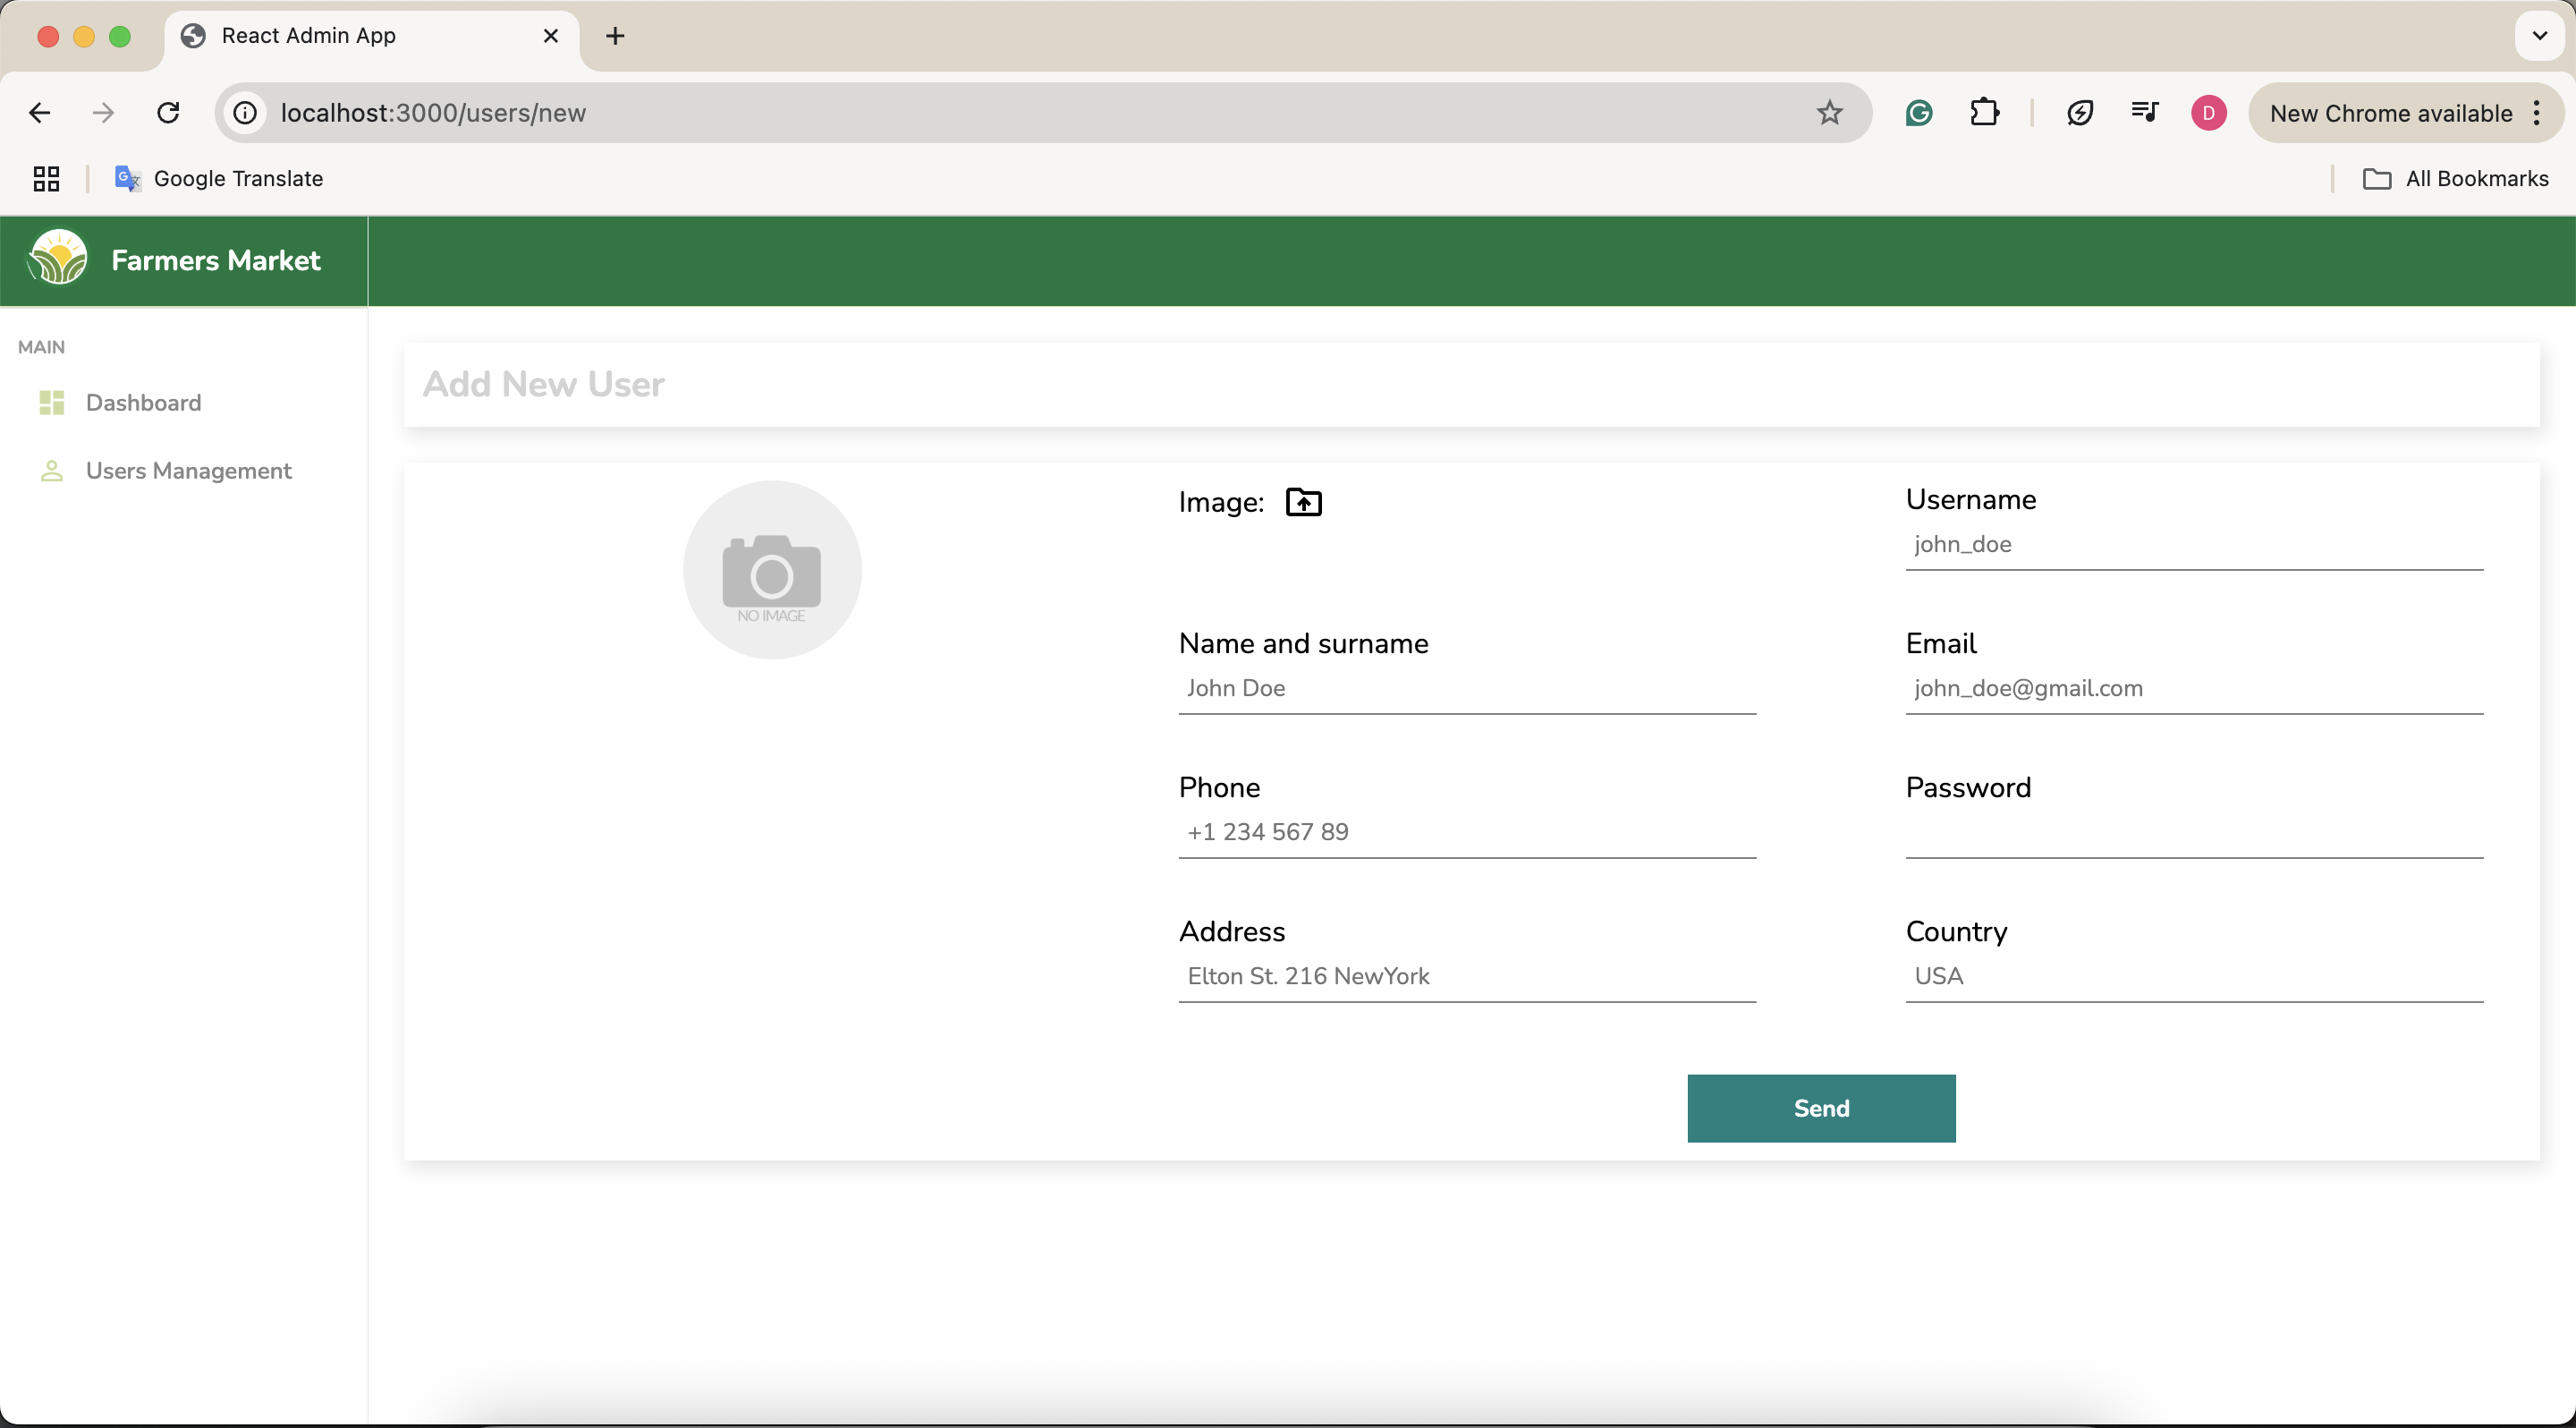 React Admin App
localhost:3000/users/new
D
New Chrome available
Google Translate
All Bookmarks
Farmers Market
MAIN
Dashboard
Users Management
Add New User
NO IMAGE
Image:
Username
john_doe
Name and surname
John Doe
Email
john_doe@gmail.com
Phone
+1 234 567 89
Password
Address
Elton St. 216 NewYork
Country
USA
Send